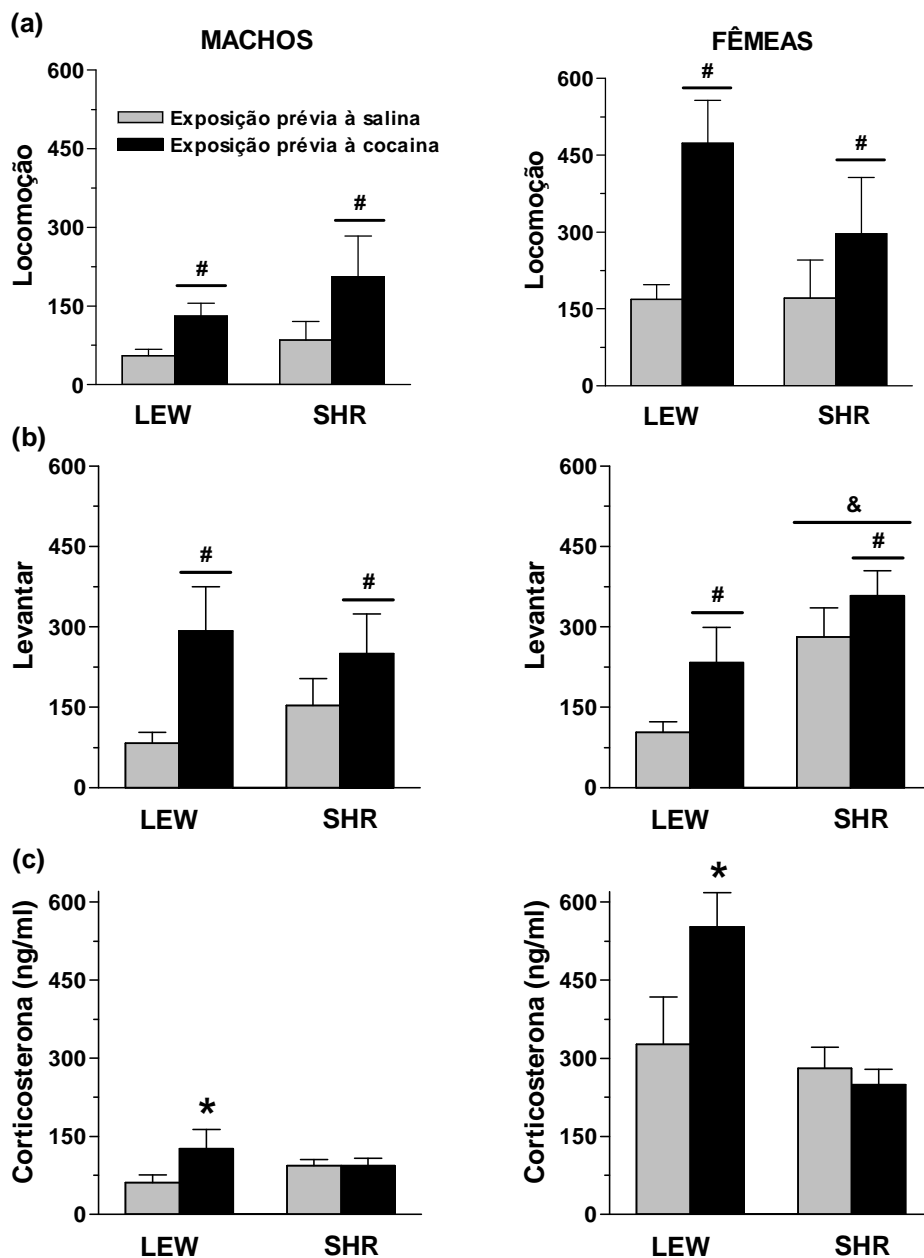 (a)
MACHOS
FÊMEAS
600
450
300
150
0
Locomoção
Exposição prévia à salina
Exposição prévia à cocaina
#
#
LEW
SHR
600
450
300
150
0
Locomoção
#
#
LEW
SHR
(b)
600
450
300
150
0
Levantar
#
#
LEW
SHR
600
450
300
150
0
Levantar
#
&
#
LEW
SHR
(c)
600
450
300
150
0
Corticosterona (ng/ml)
*
LEW
SHR
600
450
300
150
0
Corticosterona (ng/ml)
*
LEW
SHR